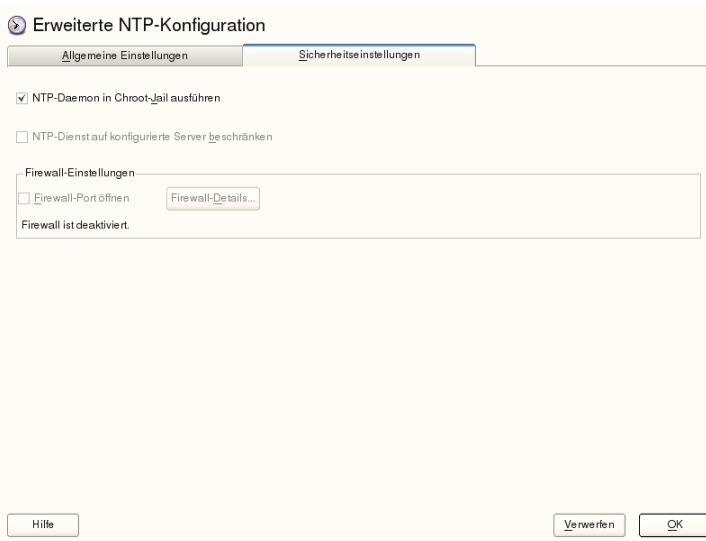 Erweiterte NTP-Konfiguration
Allgemeine Einstellungen
Sicherheitseinstellungen
NTP-Daemon in Chroot-Jail ausführen
NTP-Dienst auf konfigurierte Server beschränken
Firewall-Einstellungen
Firewall-Port öffnen
Firewall-Details...
Firewall ist deaktiviert.
Hilfe
Verwerfen
OK